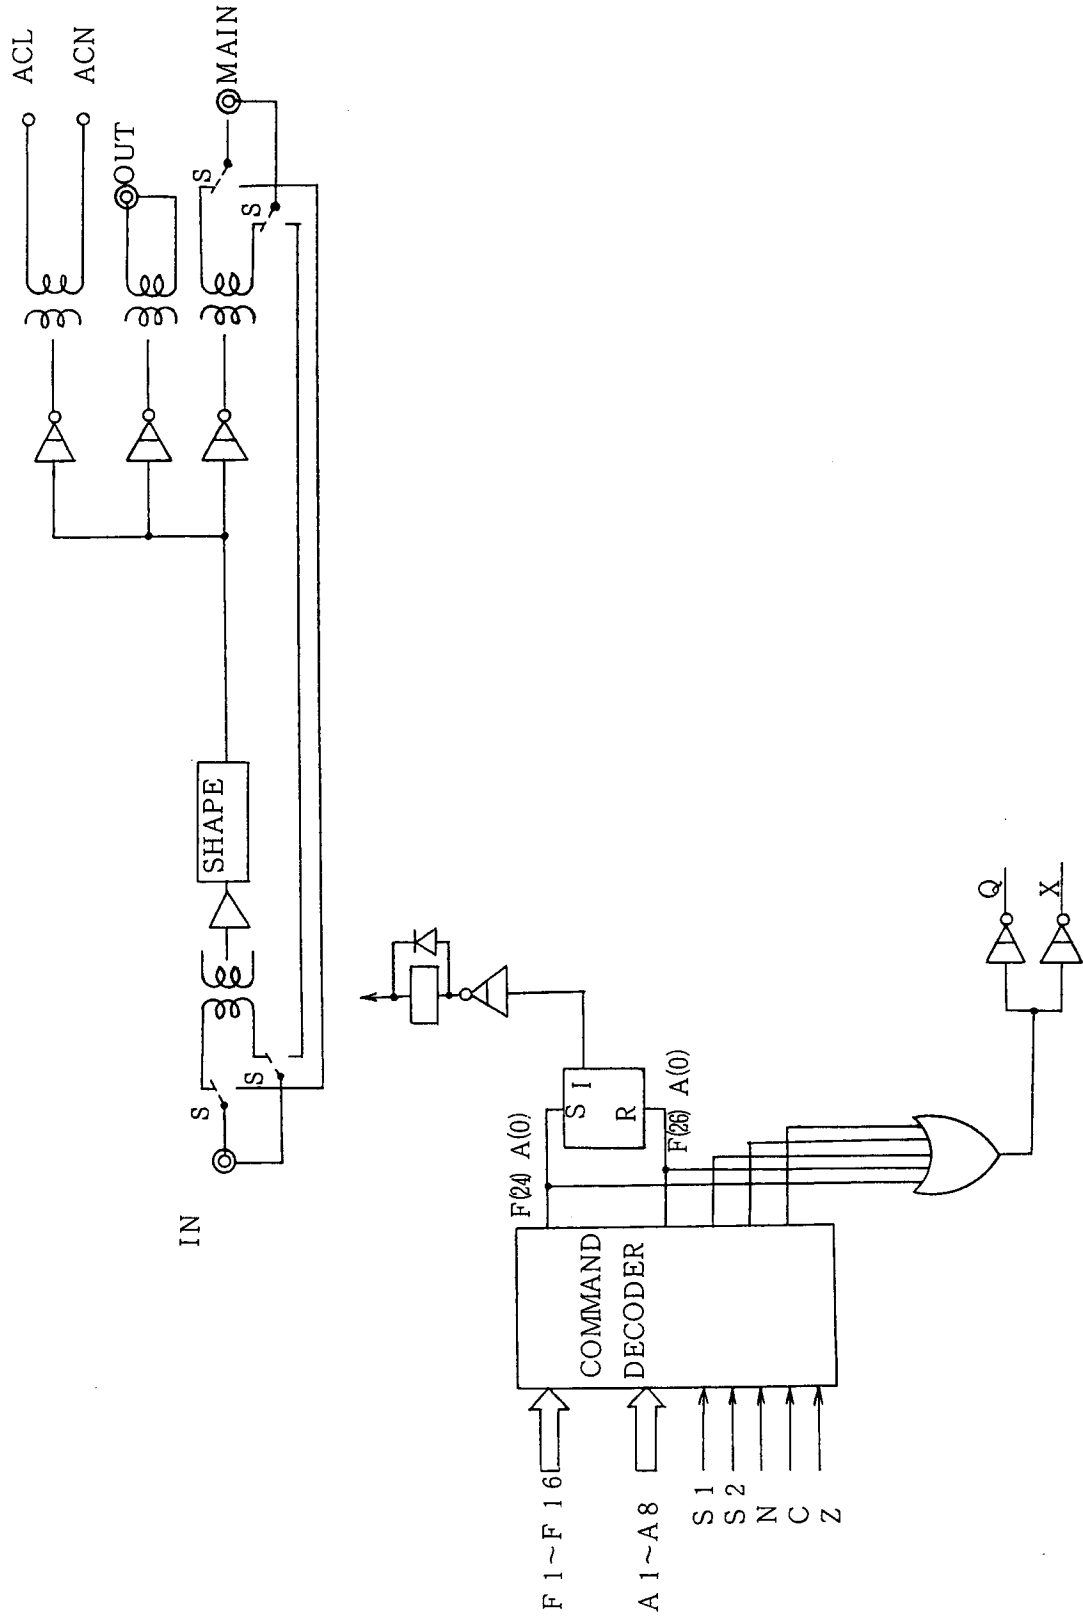 IN
S
S
SHAPE
ACL
ACN
OUT
S
S
MAIN
F 1~F 16
A 1~A 8
S 1
S 2
N
C
Z
COMMAND
DECODER
F(24) A(0)
F(26) A(0)
S I
R
Q
X